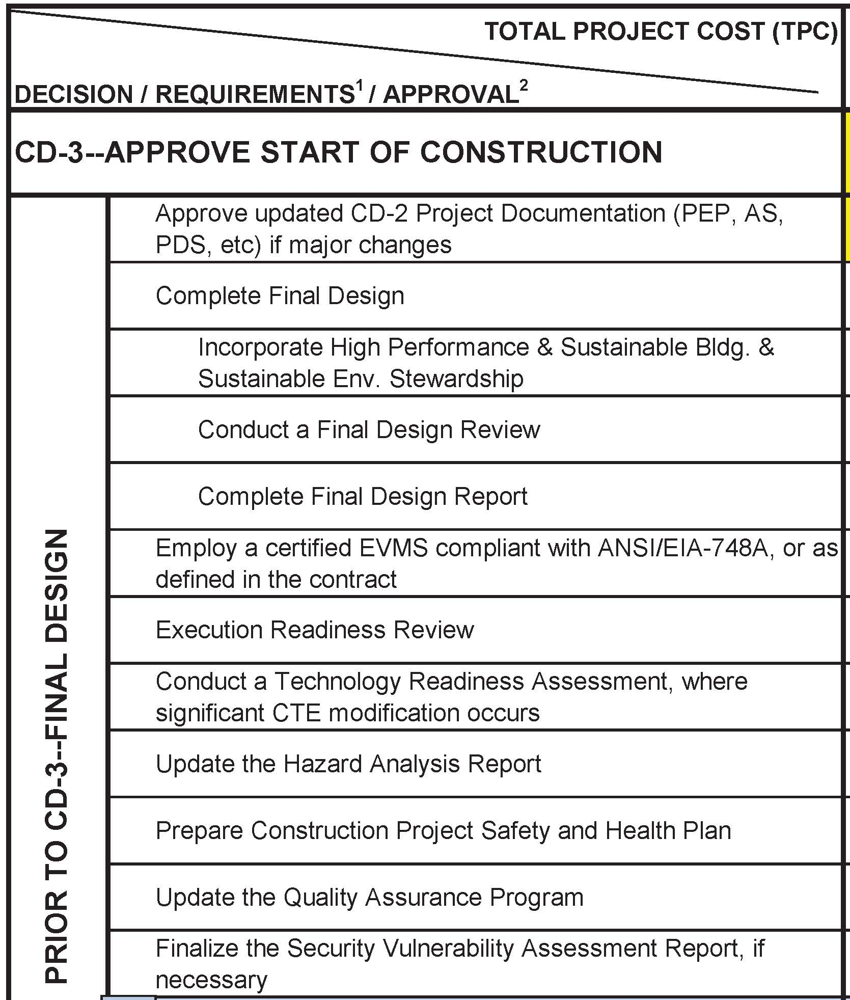 TOTAL PROJECT COST (TPC)
DECISION / REQUIREMENTS¹ / APPROVAL²
CD-3--APPROVE START OF CONSTRUCTION
PRIOR TO CD-3--FINAL DESIGN
Approve updated CD-2 Project Documentation (PEP, AS,
PDS, etc) if major changes
Complete Final Design
Incorporate High Performance & Sustainable Bldg. &
Sustainable Env. Stewardship
Conduct a Final Design Review
Complete Final Design Report
Employ a certified EVMS compliant with ANSI/EIA-748A, or as
defined in the contract
Execution Readiness Review
Conduct a Technology Readiness Assessment, where
significant CTE modification occurs
Update the Hazard Analysis Report
Prepare Construction Project Safety and Health Plan
Update the Quality Assurance Program
Finalize the Security Vulnerability Assessment Report, if
necessary